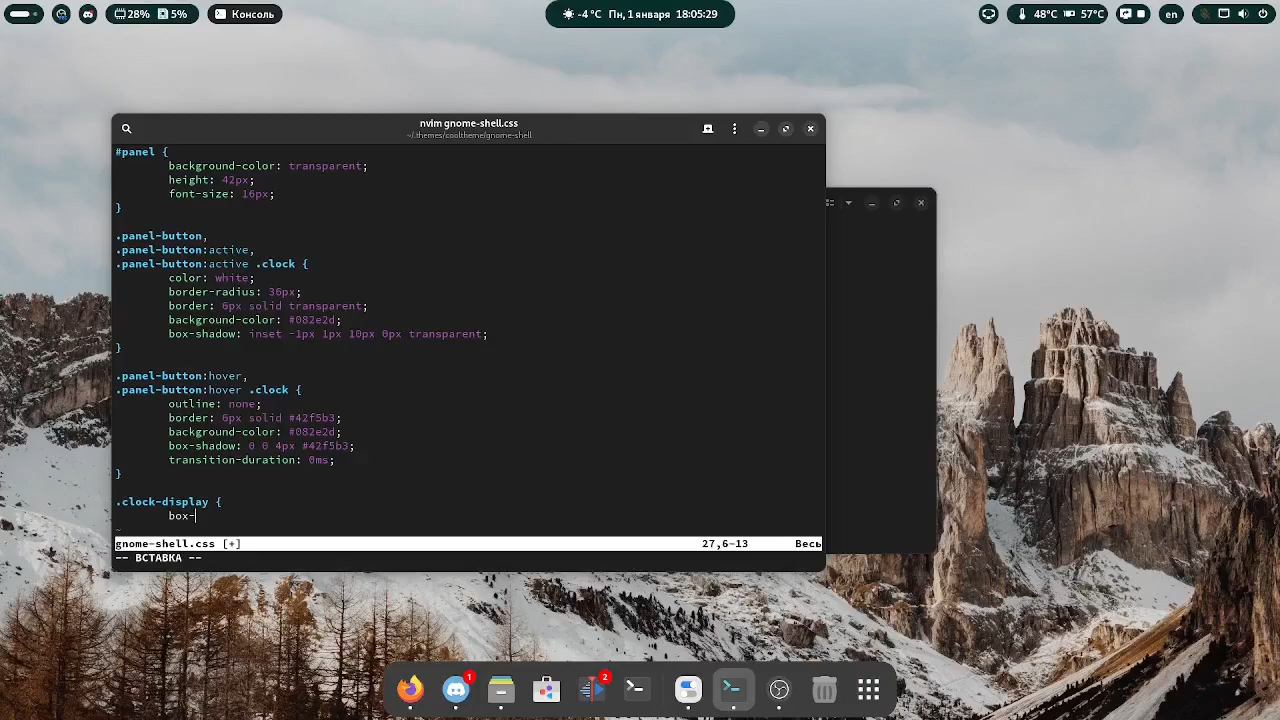 28% 5% Консоль -4 °C Пн, 1 января 18:05:29 48°C 57°C en
nvim gnome-shell.css
~/.themes/cooltheme/gnome-shell
#panel {
background-color: transparent;
height: 42px;
font-size: 16px;
}
.panel-button,
.panel-button:active,
.panel-button:active .clock {
color: white;
border-radius: 36px;
border: 6px solid transparent;
background-color: #082e2d;
box-shadow: inset -1px 1px 10px 0px transparent;
}
.panel-button:hover,
.panel-button:hover .clock {
outline: none;
border: 6px solid #42f5b3;
background-color: #082e2d;
box-shadow: 0 0 4px #42f5b3;
transition-duration: 0ms;
}
.clock-display {
box-
~
gnome-shell.css [+] 27,6-13 Весь
-- ВСТАВКА --
1 2